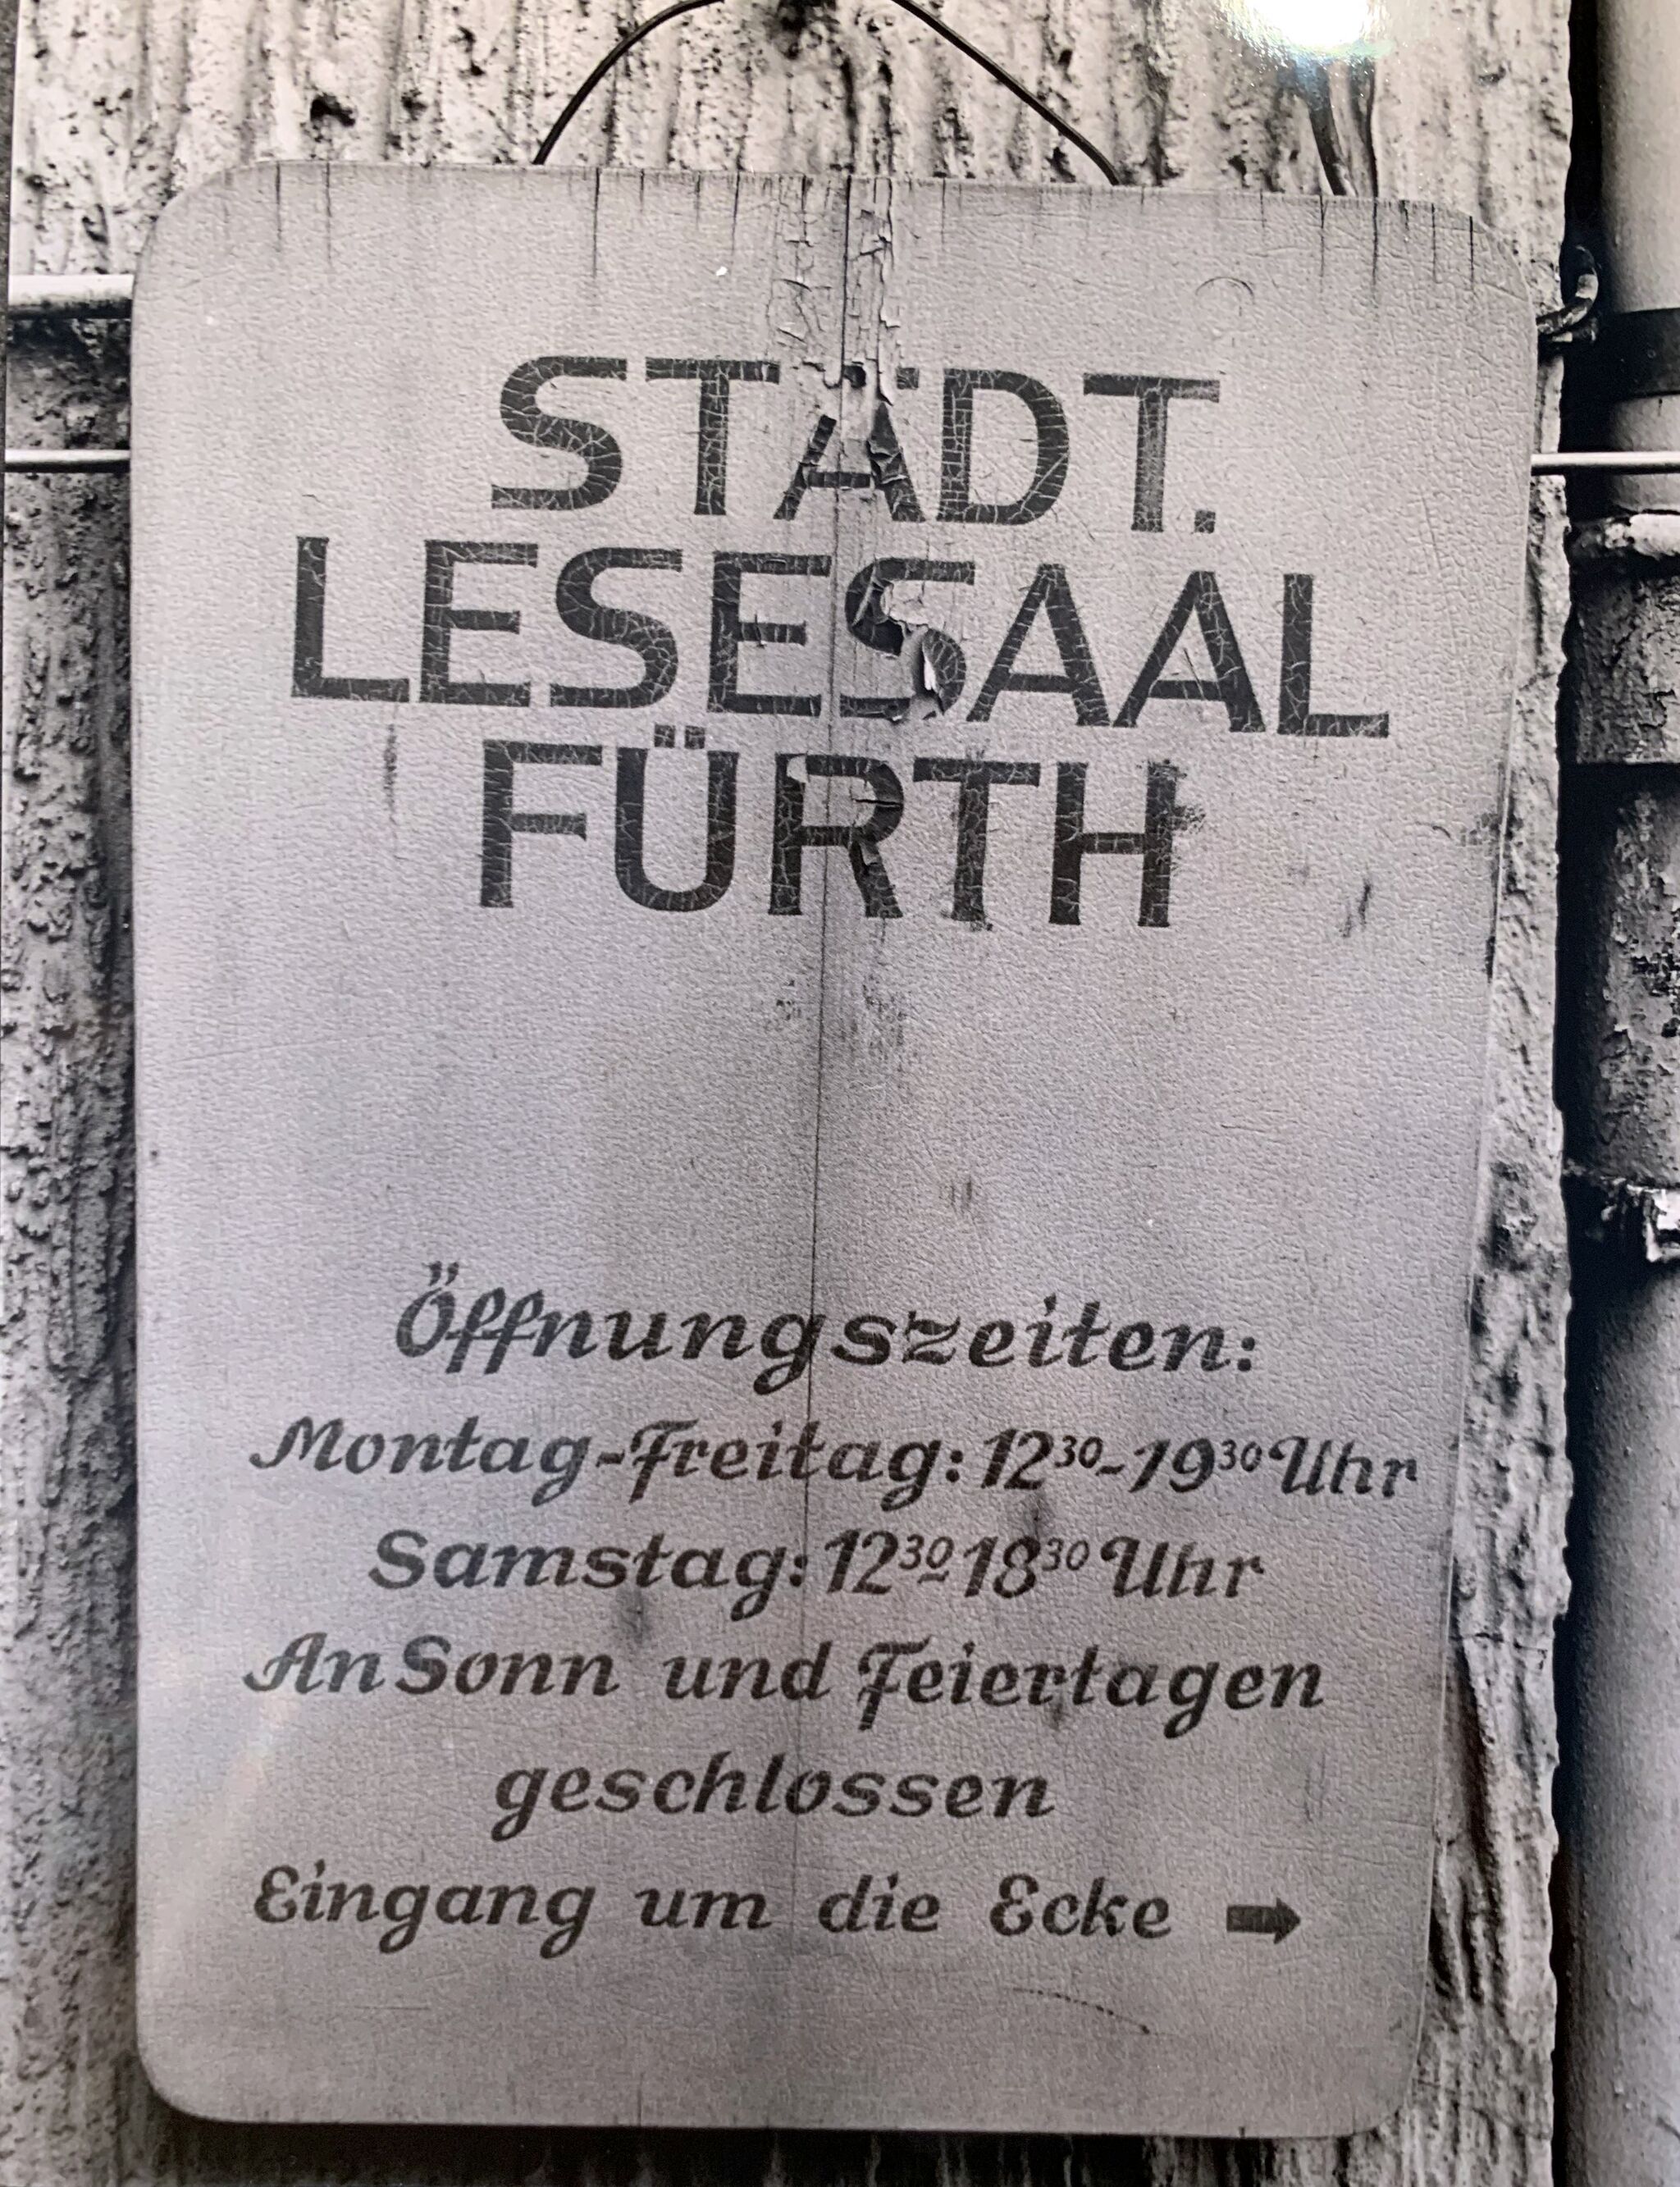 STADT.
LESESAAL
FÜRTH
Öffnungszeiten:
Montag-Freitag: 12³⁰-19³⁰ Uhr
Samstag: 12³⁰-18³⁰ Uhr
An Sonn und Feiertagen
geschlossen
Eingang um die Ecke ➡